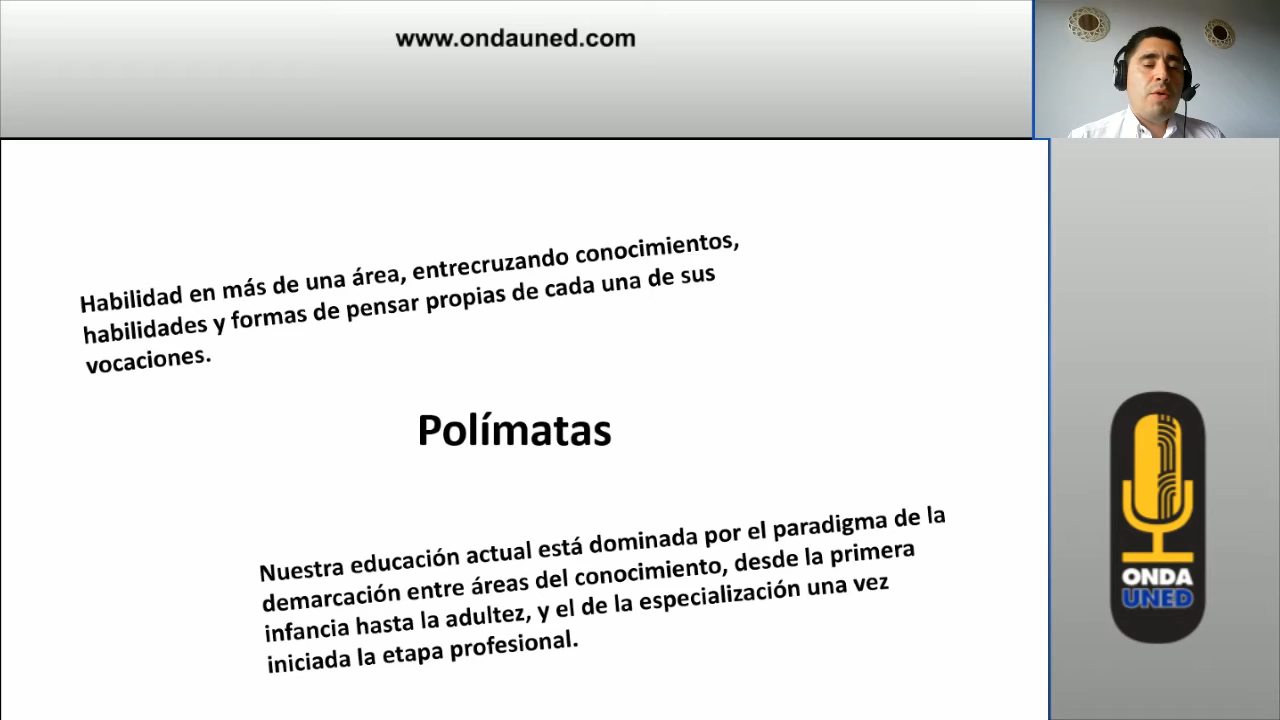 www.ondauned.com
Habilidad en más de una área, entrecruzando conocimientos,
habilidades y formas de pensar propias de cada una de sus
vocaciones.
Polímatas
Nuestra educación actual está dominada por el paradigma de la
demarcación entre áreas del conocimiento, desde la primera
infancia hasta la adultez, y el de la especialización una vez
iniciada la etapa profesional.
ONDA
UNED